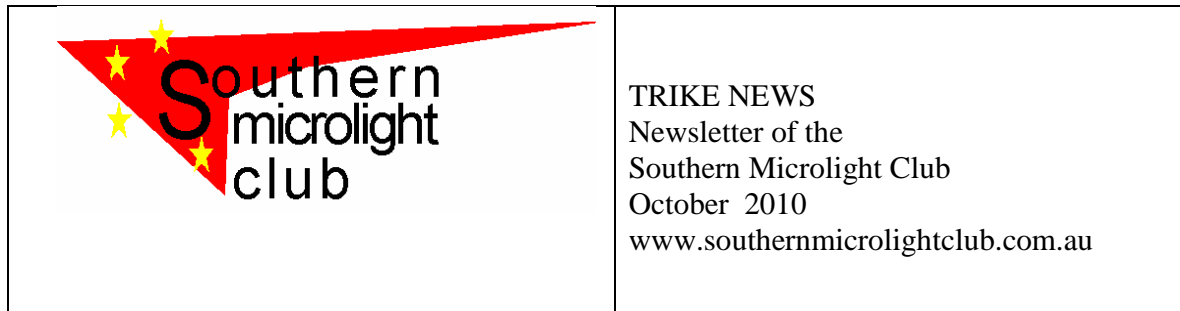 Southern
microlight
club
TRIKE NEWS
Newsletter of the
Southern Microlight Club
October 2010
www.southernmicrolightclub.com.au